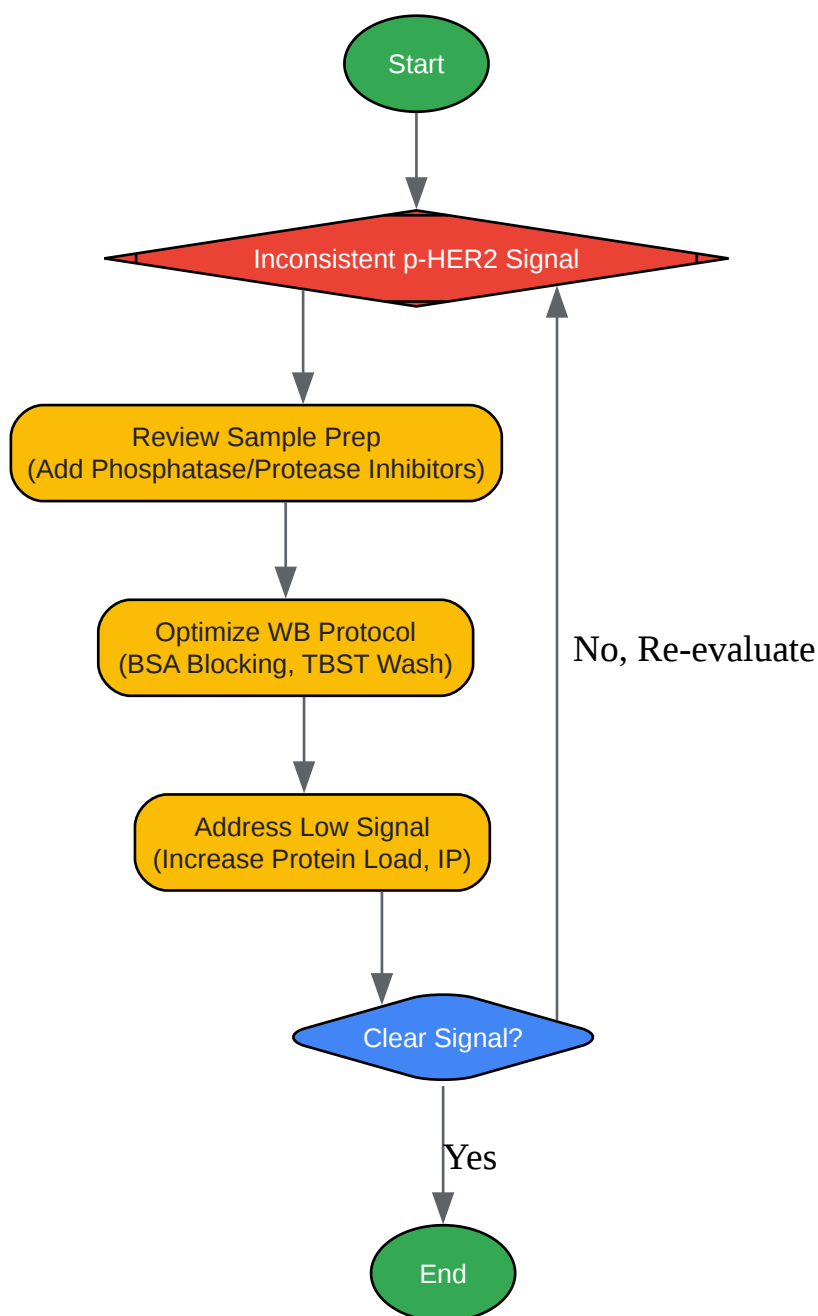 Start
Inconsistent p-HER2 Signal
Review Sample Prep
(Add Phosphatase/Protease Inhibitors)
Optimize WB Protocol
(BSA Blocking, TBST Wash)
No, Re-evaluate
Address Low Signal
(Increase Protein Load, IP)
Clear Signal?
Yes
End